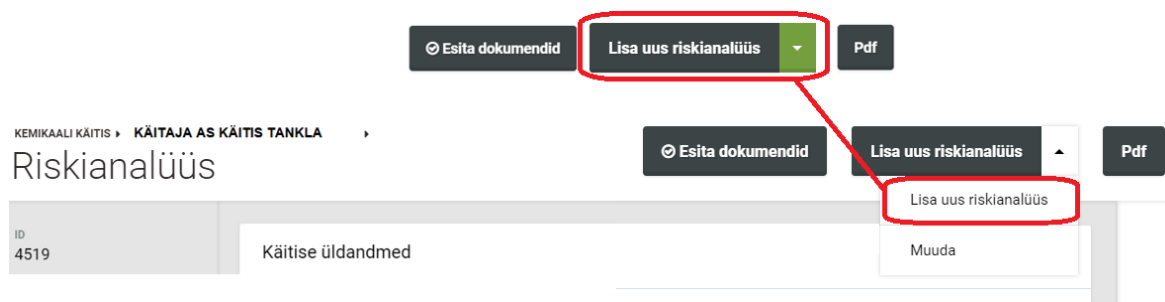 Esita dokumendid Lisa uus riskianalüüs Pdf
KEMIKAALI KÄITIS KÄITAJA AS KÄITIS TANKLA
Riskianalüüs
Esita dokumendid Lisa uus riskianalüüs Pdf
Lisa uus riskianalüüs
Muuda
ID
4519
Käitise üldandmed